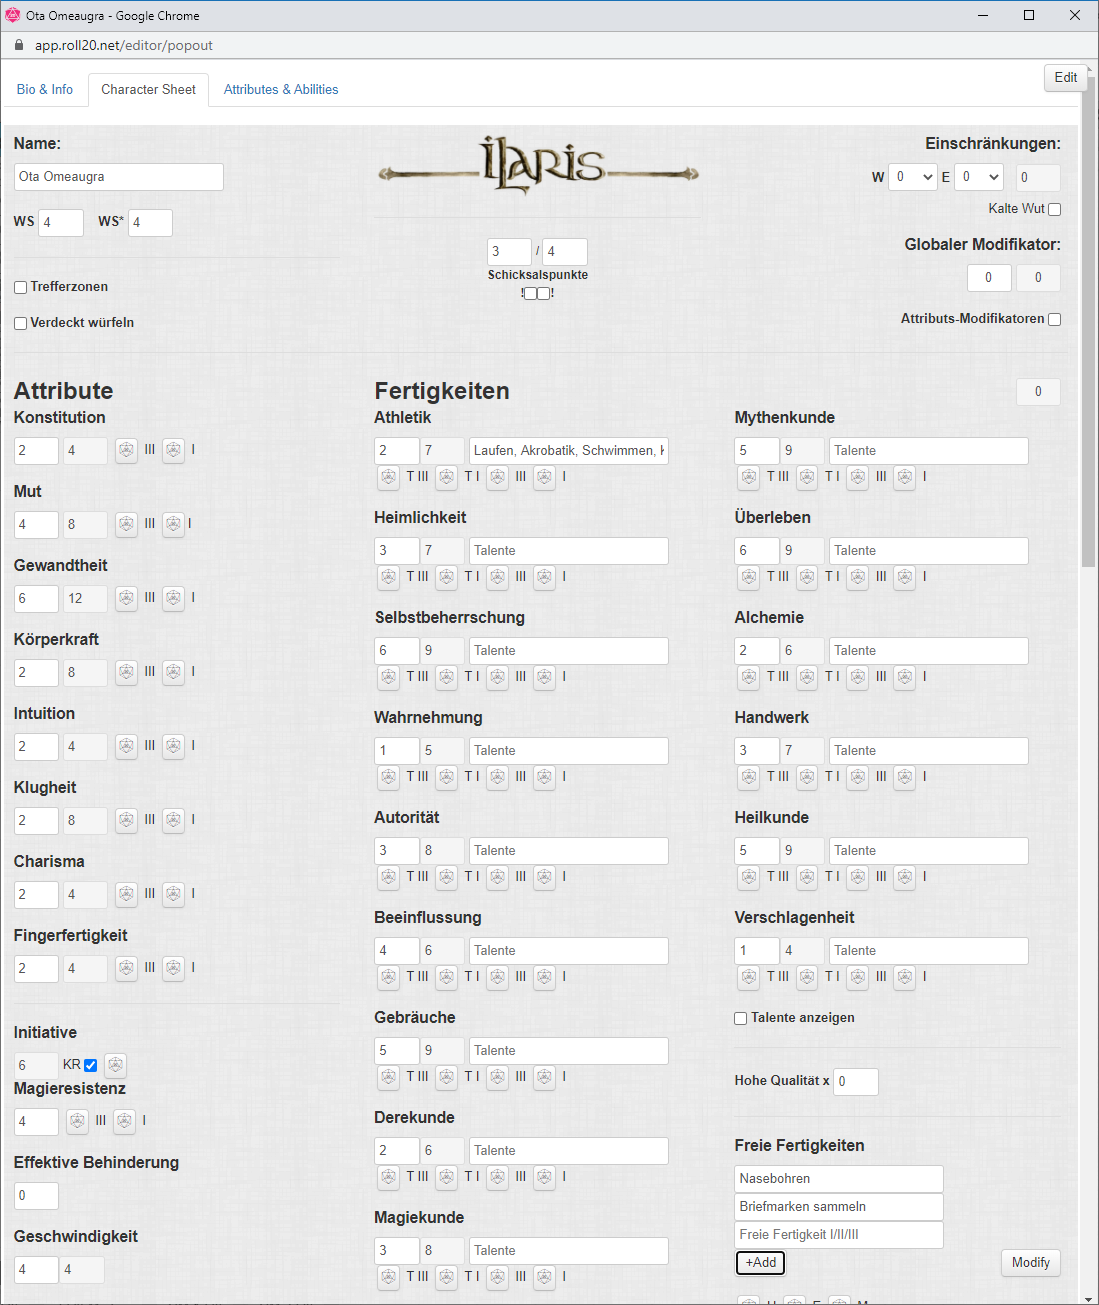 Ota Omeaugra - Google Chrome
app.roll20.net/editor/popout
Bio & Info Character Sheet Attributes & Abilities Edit
Name:
Ota Omeaugra
WS 4 WS* 4
Trefferzonen
Verdeckt würfeln
ilaris
3 / 4
Schicksalspunkte
! !
Einschränkungen:
W 0 E 0 0
Kalte Wut
Globaler Modifikator:
0 0
Attributs-Modifikatoren
Attribute
Konstitution
2 4 III I
Mut
4 8 III I
Gewandtheit
6 12 III I
Körperkraft
2 8 III I
Intuition
2 4 III I
Klugheit
2 8 III I
Charisma
2 4 III I
Fingerfertigkeit
2 4 III I
Initiative
6 KR
Magieresistenz
4 III I
Effektive Behinderung
0
Geschwindigkeit
4 4
Fertigkeiten 0
Athletik
2 7 Laufen, Akrobatik, Schwimmen, K
T III T I III I
Heimlichkeit
3 7 Talente
T III T I III I
Selbstbeherrschung
6 9 Talente
T III T I III I
Wahrnehmung
1 5 Talente
T III T I III I
Autorität
3 8 Talente
T III T I III I
Beeinflussung
4 6 Talente
T III T I III I
Gebräuche
5 9 Talente
T III T I III I
Derekunde
2 6 Talente
T III T I III I
Magiekunde
3 8 Talente
T III T I III I
Mythenkunde
5 9 Talente
T III T I III I
Überleben
6 9 Talente
T III T I III I
Alchemie
2 6 Talente
T III T I III I
Handwerk
3 7 Talente
T III T I III I
Heilkunde
5 9 Talente
T III T I III I
Verschlagenheit
1 4 Talente
T III T I III I
Talente anzeigen
Hohe Qualität x 0
Freie Fertigkeiten
Nasebohren
Briefmarken sammeln
Freie Fertigkeit I/II/III
+Add Modify